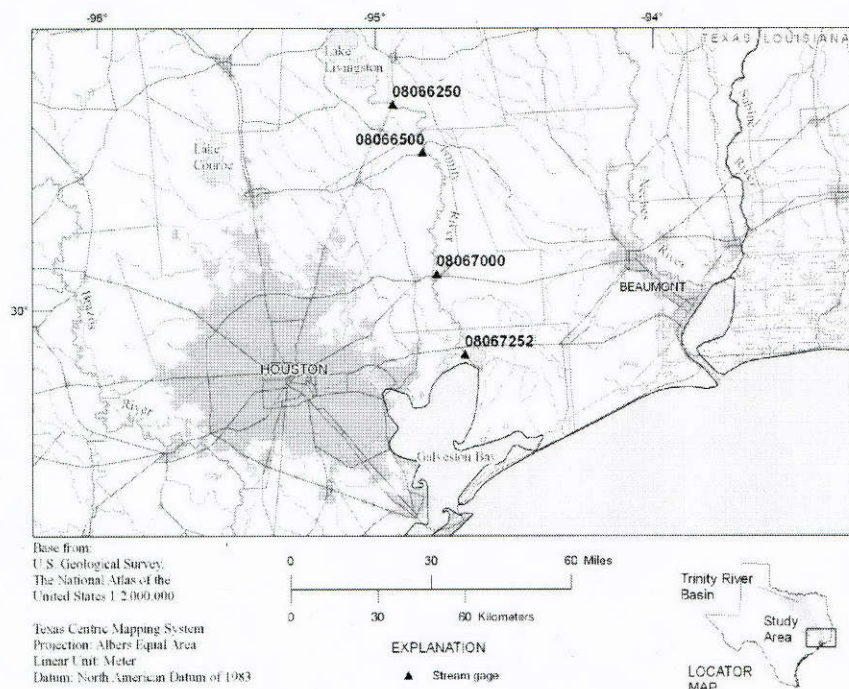 -96
-95
-94
TEXAS LOUISIANA
Lake
Livingston
08066250
08066500
Lake
Conroe
Trinity
River
Neches
River
Sabine
River
08067000
BEAUMONT
30
08067252
HOUSTON
Brazos
River
Galveston Bay
Base from:
U.S. Geological Survey.
The National Atlas of the
United States 1:2,000,000
0 30 60 Miles
0 30 60 Kilometers
Texas Centric Mapping System
Projection: Albers Equal Area
Linear Unit: Meter
Datum: North American Datum of 1983
EXPLANATION
Stream gage
Trinity River
Basin
Study
Area
LOCATOR
MAP